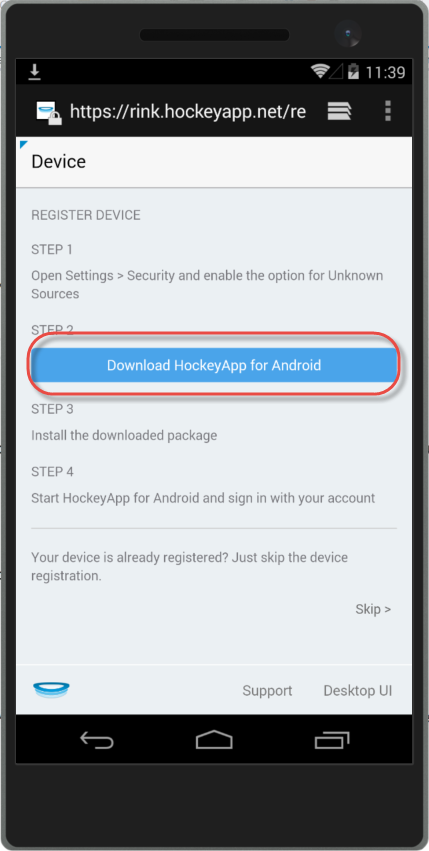 11:39
https://rink.hockeyapp.net/re
Device
REGISTER DEVICE
STEP 1
Open Settings > Security and enable the option for Unknown
Sources
STEP 2
Download HockeyApp for Android
STEP 3
Install the downloaded package
STEP 4
Start HockeyApp for Android and sign in with your account
Your device is already registered? Just skip the device
registration.
Skip >
Support Desktop UI